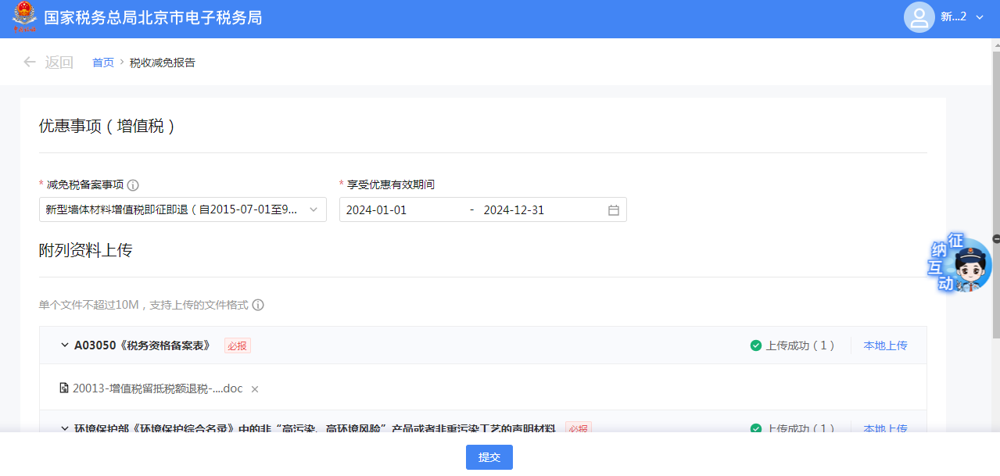 国家税务总局北京市电子税务局
新...2
返回 首页 > 税收减免报告
优惠事项（增值税）
* 减免税备案事项
* 享受优惠有效期间
新型墙体材料增值税即征即退（自2015-07-01至9...
2024-01-01 - 2024-12-31
附列资料上传
征纳互动
单个文件不超过10M，支持上传的文件格式
A03050《税务资格备案表》 必报 上传成功（1） 本地上传
20013-增值税留抵税额退税-....doc ×
环境保护部《环境保护综合名录》中的非“高污染、高环境风险”产品或者非重污染工艺的声明材料 必报 上传成功（1） 本地上传
提交